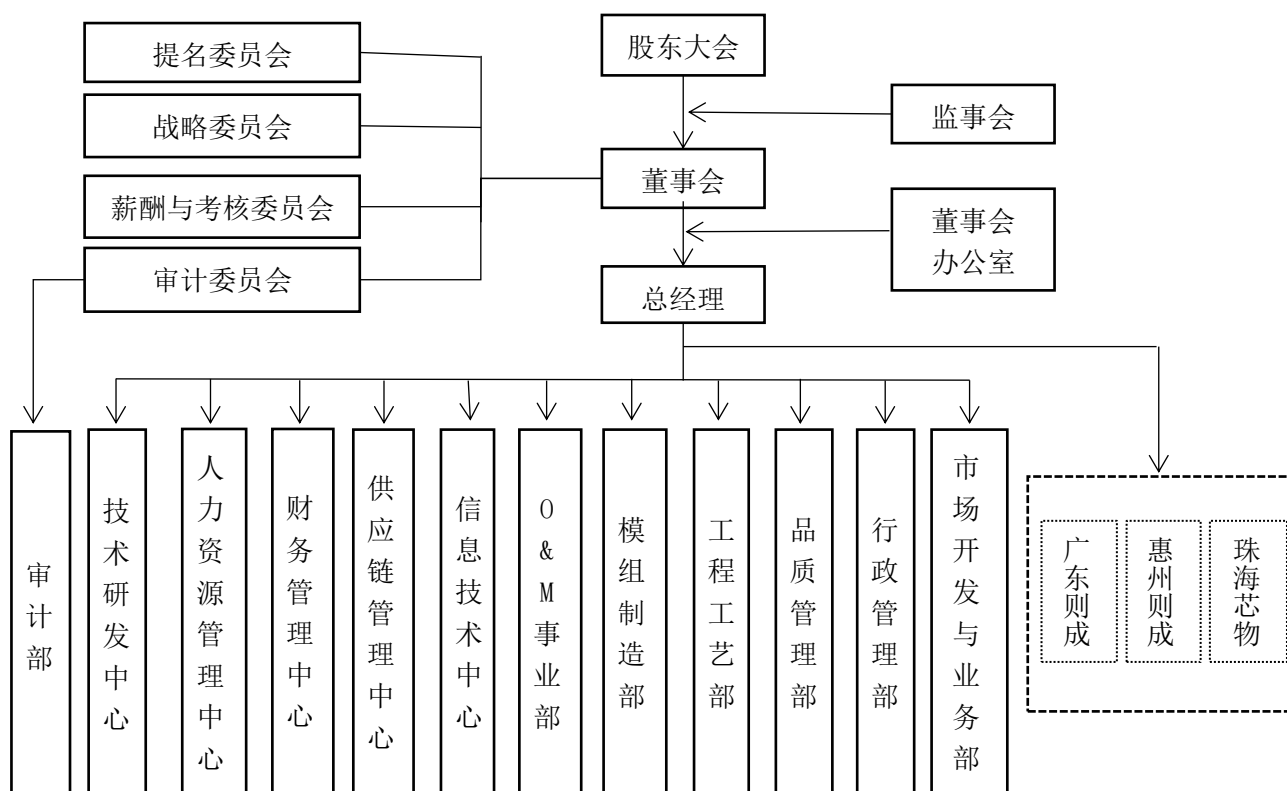 提名委员会
股东大会
战略委员会
监事会
薪酬与考核委员会
董事会
董事会
办公室
审计委员会
总经理
审计部
技术研发中心
人力资源管理中心
财务管理中心
供应链管理中心
信息技术中心
O&M事业部
模组制造部
工程工艺部
品质管理部
行政管理部
市场开发与业务部
广东则成
惠州则成
珠海芯物